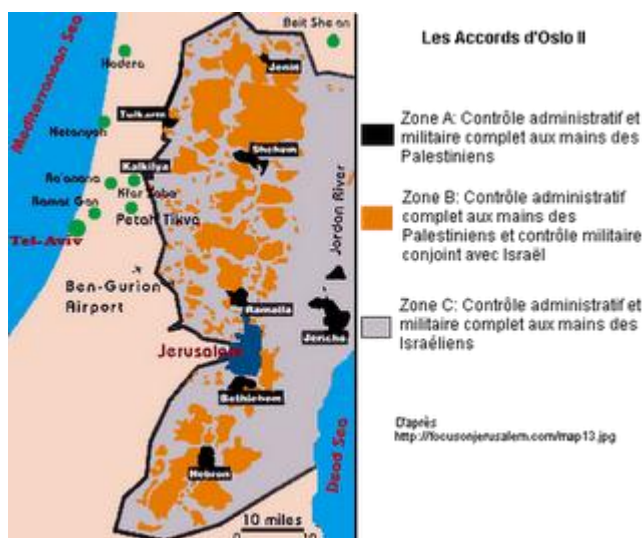 Mediterranean Sea
Beit She an
Hadera
Jenin
Tulkarm
Netanyah
Shchem
Kalkilya
Ra'anana
Kfar Saba
Ramat Gan
Petah Tikva
Tel-Aviv
Jordan River
Ben-Gurion
Airport
Ramalla
Jericho
Jerusalem
Bethlehem
Hebron
Dead Sea
10 miles
0
10
Les Accords d'Oslo II
Zone A: Contrôle administratif et
militaire complet aux mains des
Palestiniens
Zone B: Contrôle administratif
complet aux mains des
Palestiniens et contrôle militaire
conjoint avec Israël
Zone C: Contrôle administratif et
militaire complet aux mains des
Israéliens
D'après
http://focusonjerusalem.com/map13.jpg